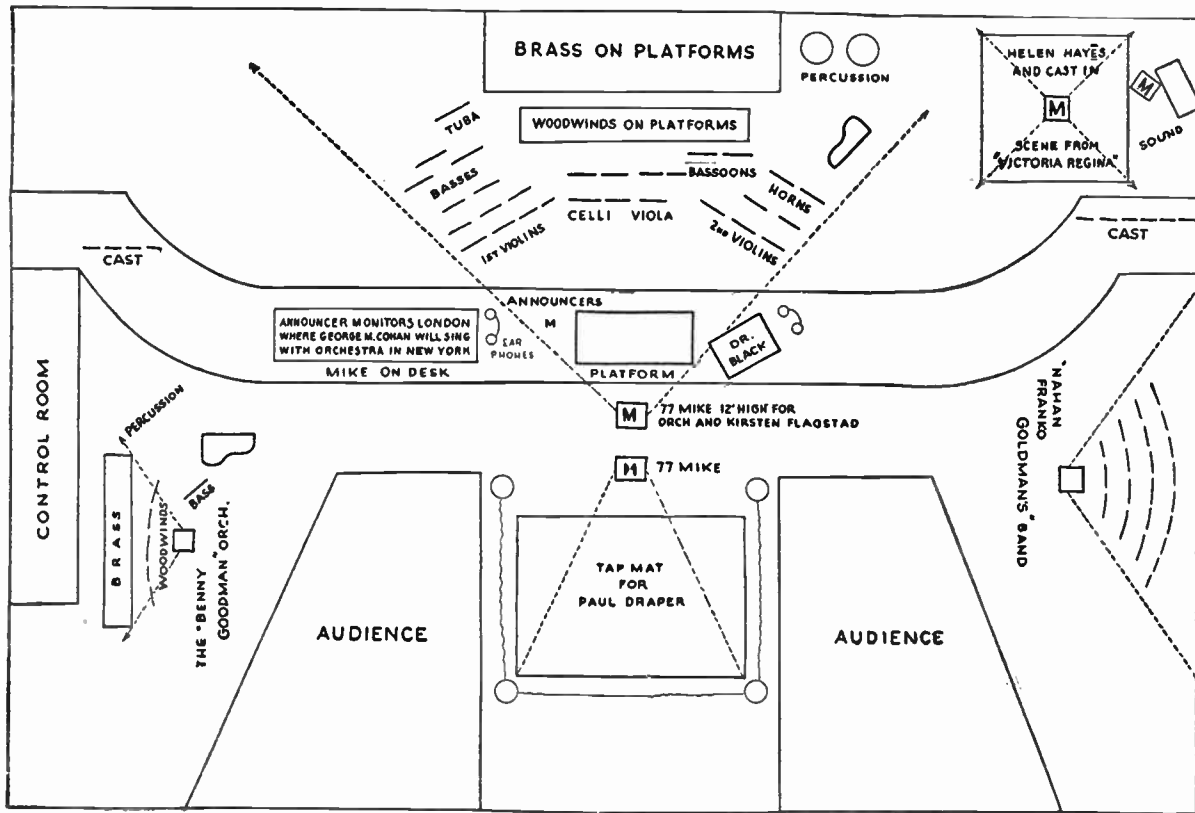 BRASS ON PLATFORMS
PERCUSSION
HELEN HAYES
AND CAST IN
M
SCENE FROM
"VICTORIA REGINA"
M
SOUND
TUBA
WOODWINDS ON PLATFORMS
BASSES
BASSOONS
HORNS
1ST VIOLINS
CELLI VIOLA
2ND VIOLINS
CAST
CAST
ANNOUNCERS
M
ANNOUNCER MONITORS LONDON
WHERE GEORGE M. COHAN WILL SING
WITH ORCHESTRA IN NEW YORK
EAR
PHONES
MIKE ON DESK
PLATFORM
DR.
BLACK
CONTROL ROOM
PERCUSSION
BRASS
WOODWINDS
BASS
THE "BENNY
GOODMAN" ORCH.
M
77 MIKE 12' HIGH FOR
ORCH AND KIRSTEN FLAGSTAD
M
77 MIKE
"NAHAN
FRANKO
GOLDMAN'S" BAND
TAP MAT
FOR
PAUL DRAPER
AUDIENCE
AUDIENCE